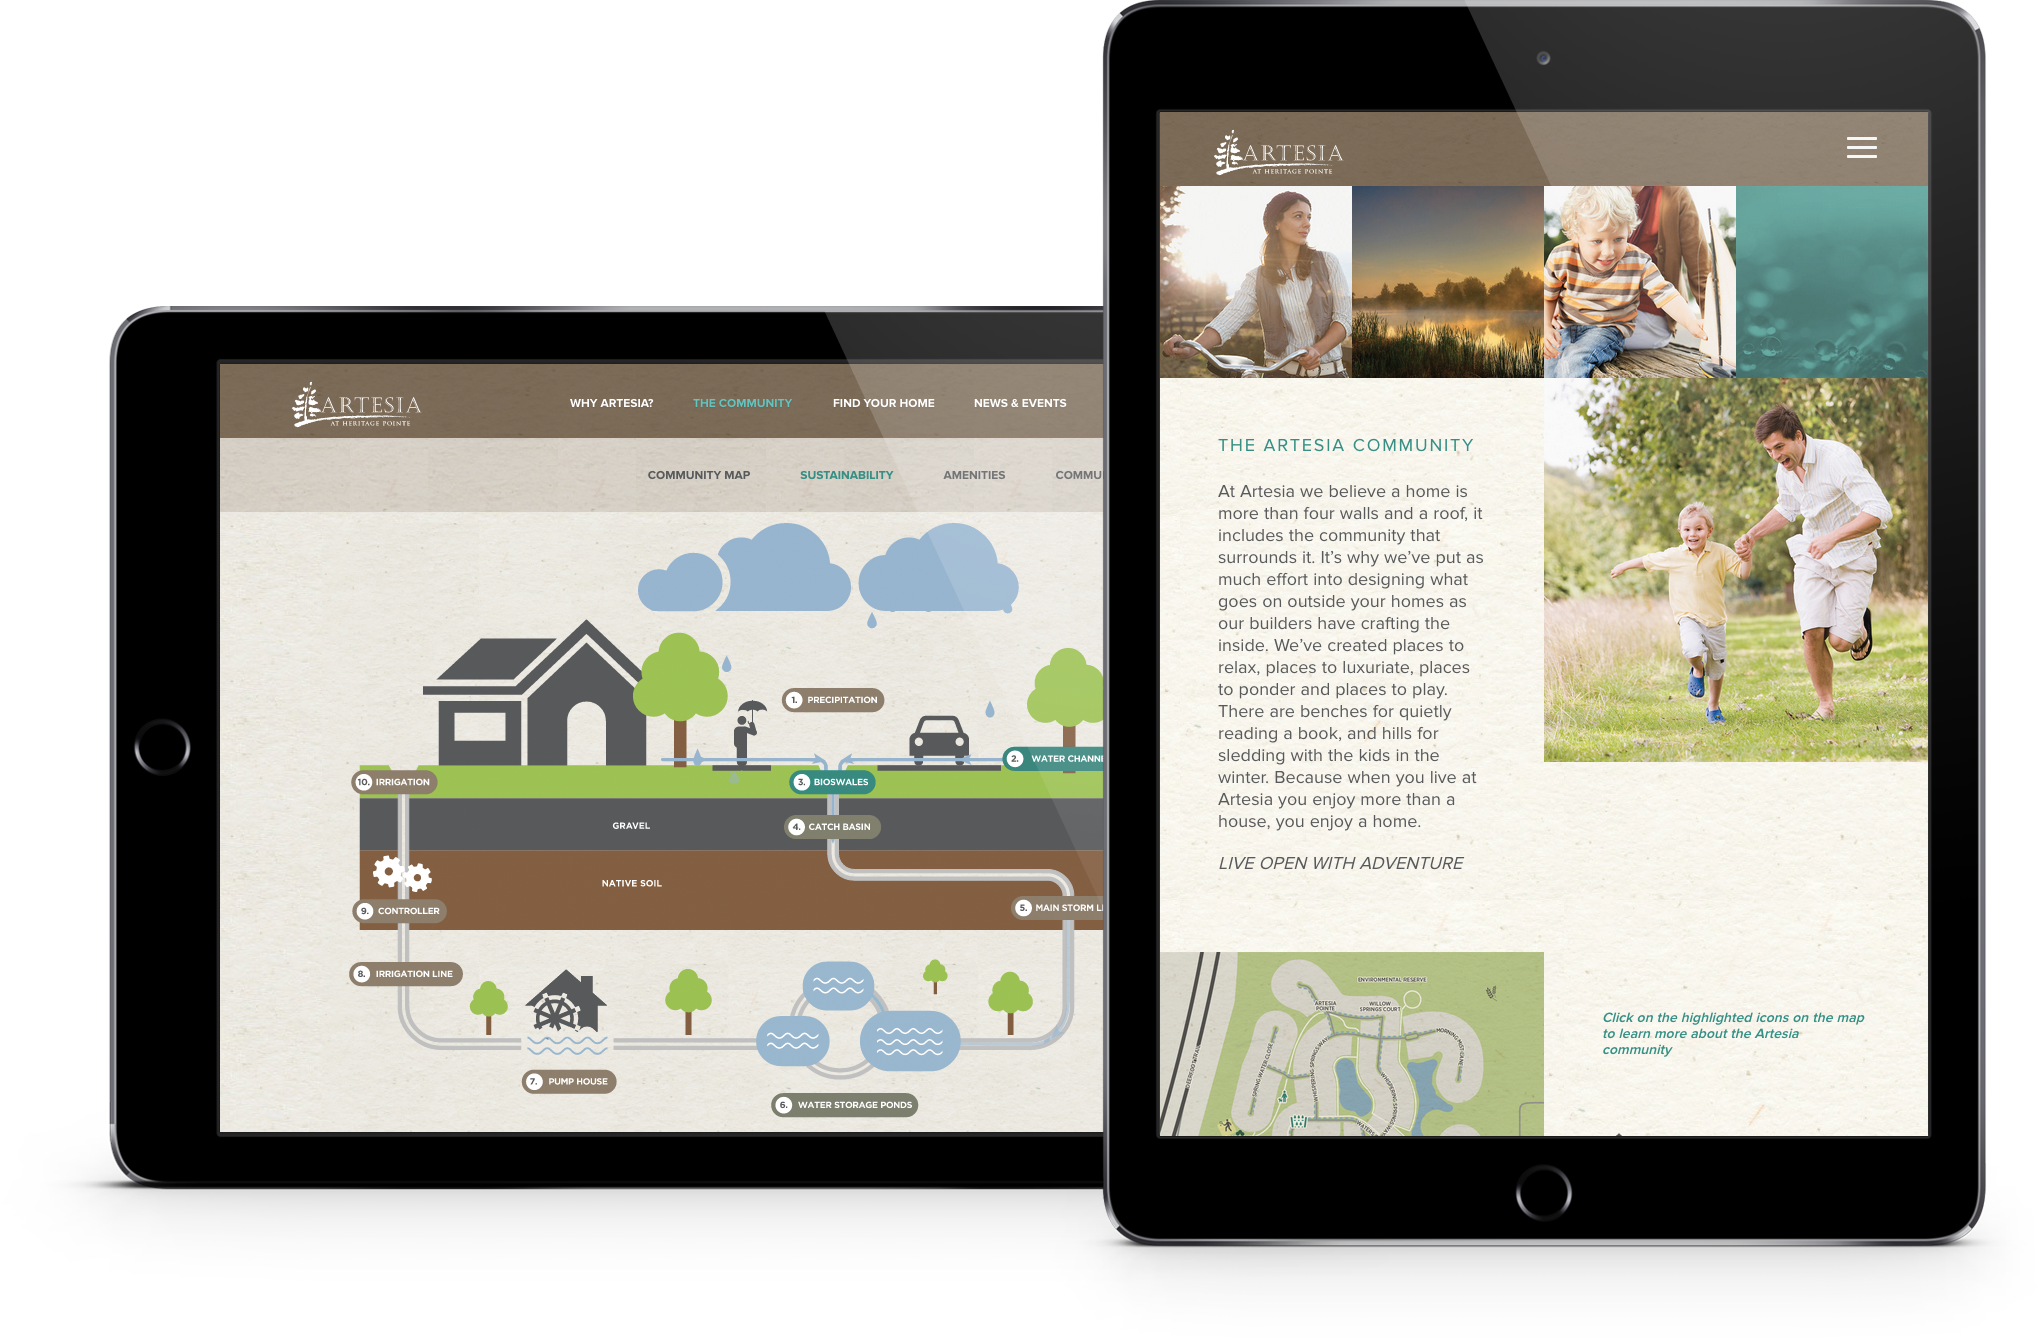 ARTESIA
AT HERITAGE POINTE
WHY ARTESIA?
THE COMMUNITY
FIND YOUR HOME
NEWS & EVENTS
COMMUNITY MAP
SUSTAINABILITY
AMENITIES
COMMU
1. PRECIPITATION
2. WATER CHANNE
10. IRRIGATION
3. BIOSWALES
GRAVEL
4. CATCH BASIN
NATIVE SOIL
9. CONTROLLER
5. MAIN STORM LI
8. IRRIGATION LINE
7. PUMP HOUSE
6. WATER STORAGE PONDS
ARTESIA
AT HERITAGE POINTE
THE ARTESIA COMMUNITY
At Artesia we believe a home is
more than four walls and a roof, it
includes the community that
surrounds it. It's why we've put as
much effort into designing what
goes on outside your homes as
our builders have crafting the
inside. We've created places to
relax, places to luxuriate, places
to ponder and places to play.
There are benches for quietly
reading a book, and hills for
sledding with the kids in the
winter. Because when you live at
Artesia you enjoy more than a
house, you enjoy a home.
LIVE OPEN WITH ADVENTURE
ENVIRONMENTAL RESERVE
ARTESIA
POINTE
WILLOW
SPRINGS COURT
SPRING WATER CLOSE
Click on the highlighted icons on the map
to learn more about the Artesia
community